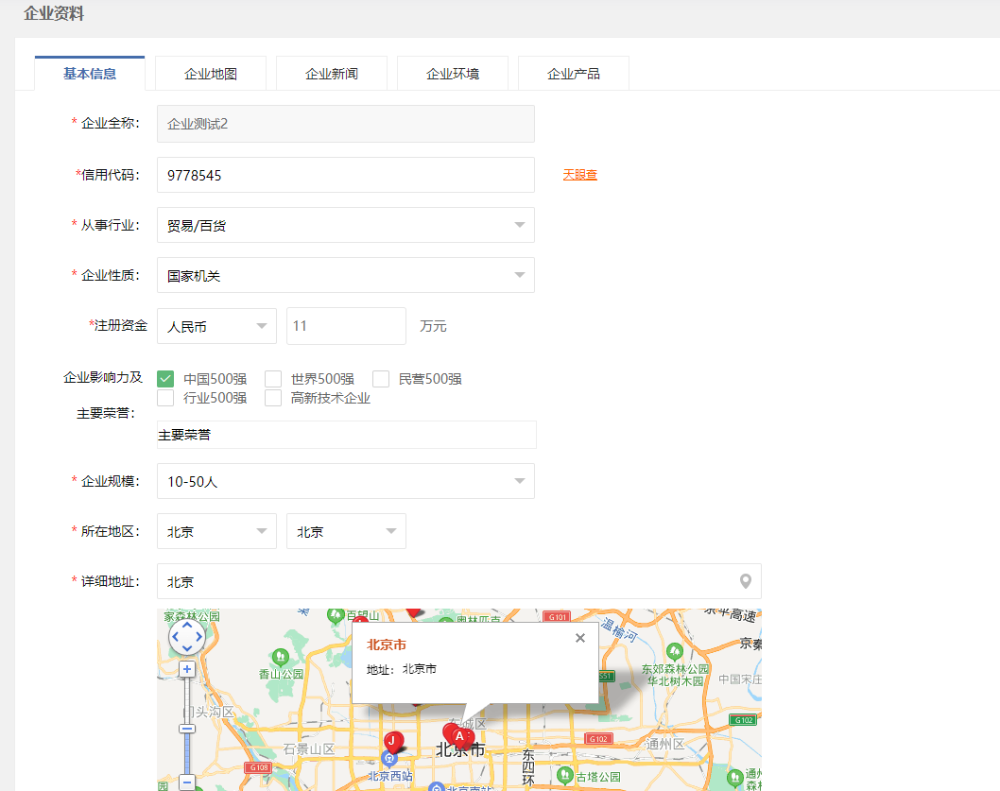 企业资料
基本信息 企业地图 企业新闻 企业环境 企业产品
* 企业全称： 企业测试2
*信用代码： 9778545 天眼查
* 从事行业： 贸易/百货
* 企业性质： 国家机关
*注册资金 人民币 11 万元
企业影响力及 中国500强 世界500强 民营500强
行业500强 高新技术企业
主要荣誉：
主要荣誉
* 企业规模： 10-50人
* 所在地区： 北京 北京
* 详细地址： 北京
家森林公园 百望山 奥林匹克 G101 京平高速
温榆河
北京市
京秦
地址： 北京市
香山公园
东郊森林公园
华北树木园
中国宋庄
门头沟区
东城区
G102
G102
J A
石景山区 北京市 通州区
东四环
G108 北京西站 古塔公园
北京南站